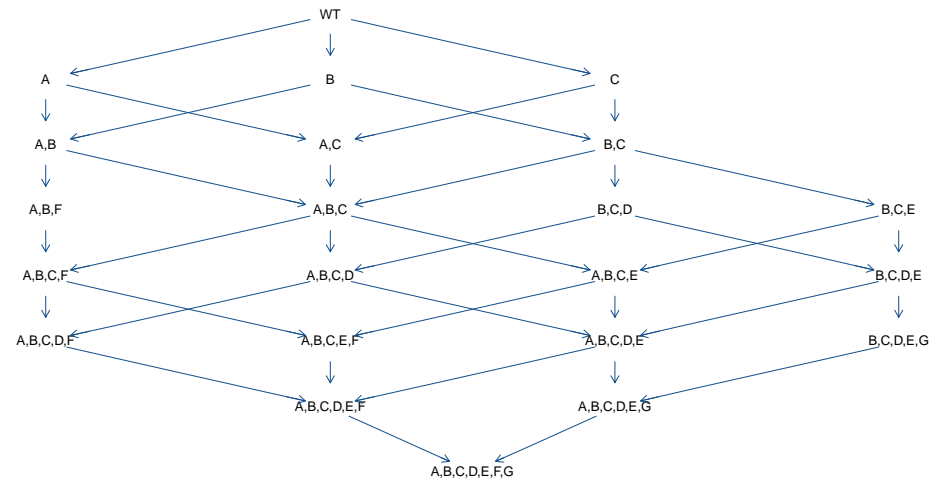 WT
A B C
A,B A,C B,C
A,B,F A,B,C B,C,D B,C,E
A,B,C,F A,B,C,D A,B,C,E B,C,D,E
A,B,C,D,F A,B,C,E,F A,B,C,D,E B,C,D,E,G
A,B,C,D,E,F A,B,C,D,E,G
A,B,C,D,E,F,G